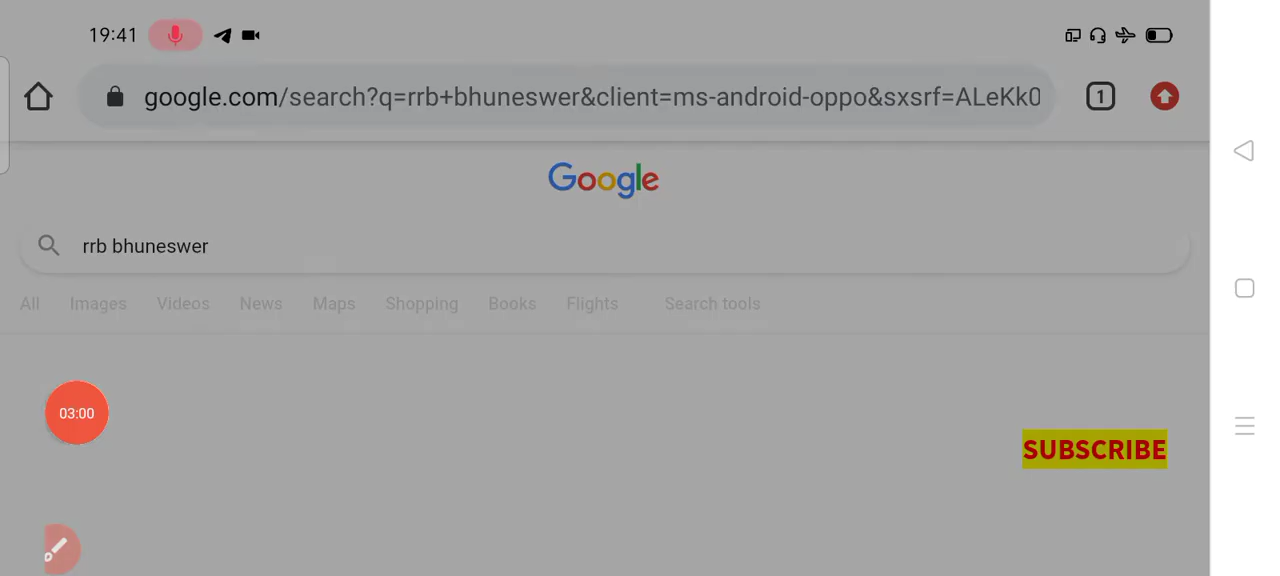 19:41
google.com/search?q=rrb+bhuneswer&client=ms-android-oppo&sxsrf=ALeKk0
1
Google
rrb bhuneswer
All Images Videos News Maps Shopping Books Flights Search tools
03:00
SUBSCRIBE